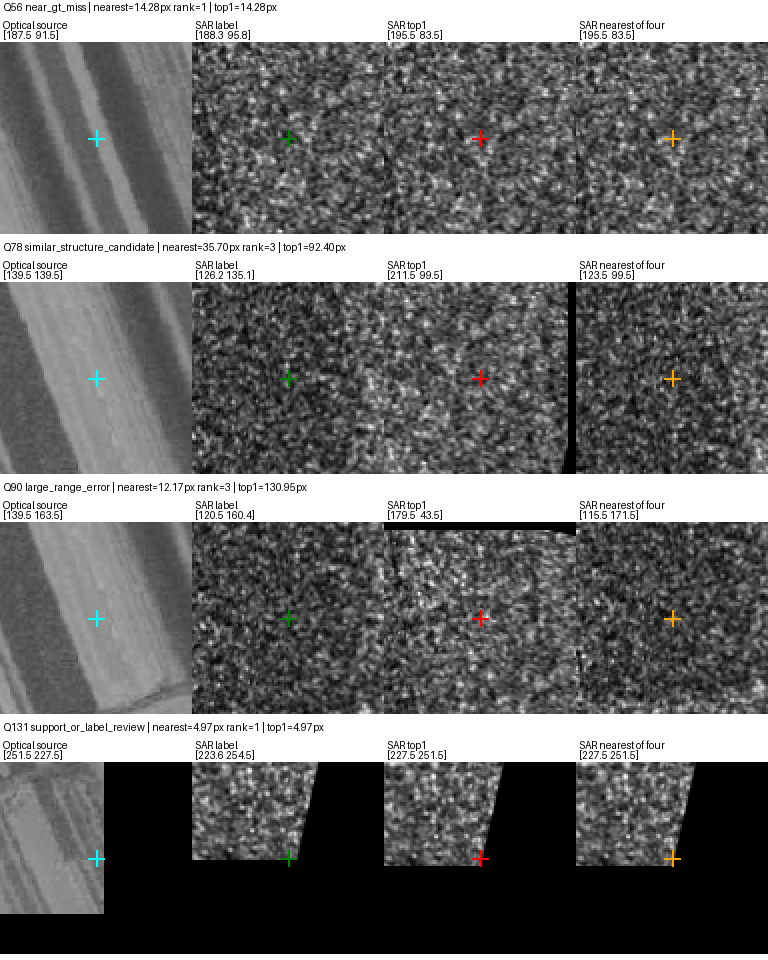 Q56 near_gt_miss | nearest=14.28px rank=1 | top1=14.28px
Optical source SAR label SAR top1 SAR nearest of four
[187.5 91.5] [188.3 95.8] [195.5 83.5] [195.5 83.5]
Q78 similar_structure_candidate | nearest=35.70px rank=3 | top1=92.40px
Optical source SAR label SAR top1 SAR nearest of four
[139.5 139.5] [126.2 135.1] [211.5 99.5] [123.5 99.5]
Q90 large_range_error | nearest=12.17px rank=3 | top1=130.95px
Optical source SAR label SAR top1 SAR nearest of four
[139.5 163.5] [120.5 160.4] [179.5 43.5] [115.5 171.5]
Q131 support_or_label_review | nearest=4.97px rank=1 | top1=4.97px
Optical source SAR label SAR top1 SAR nearest of four
[251.5 227.5] [223.6 254.5] [227.5 251.5] [227.5 251.5]